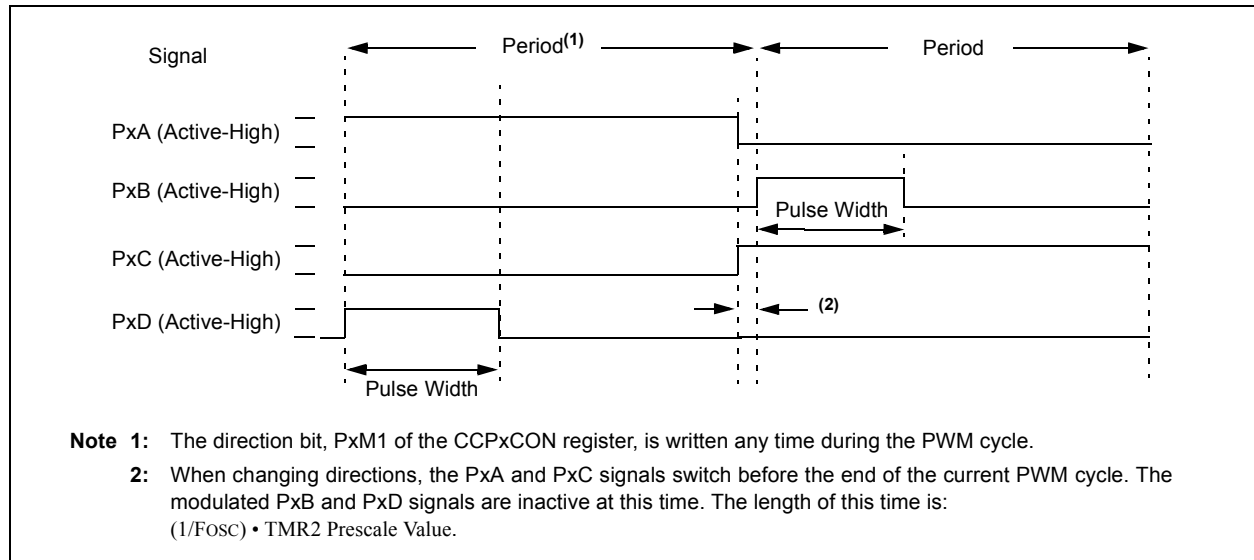 Signal
Period(1)
Period
PxA (Active-High)
PxB (Active-High)
Pulse Width
PxC (Active-High)
(2)
PxD (Active-High)
Pulse Width
Note 1: The direction bit, PxM1 of the CCPxCON register, is written any time during the PWM cycle.
2: When changing directions, the PxA and PxC signals switch before the end of the current PWM cycle. The
modulated PxB and PxD signals are inactive at this time. The length of this time is:
(1/FOSC) • TMR2 Prescale Value.